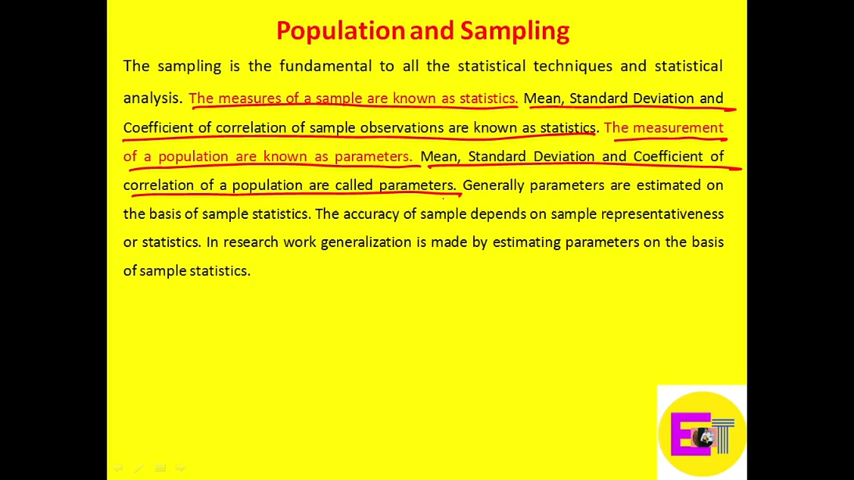 Population and Sampling
The sampling is the fundamental to all the statistical techniques and statistical
analysis. The measures of a sample are known as statistics. Mean, Standard Deviation and
Coefficient of correlation of sample observations are known as statistics. The measurement
of a population are known as parameters. Mean, Standard Deviation and Coefficient of
correlation of a population are called parameters. Generally parameters are estimated on
the basis of sample statistics. The accuracy of sample depends on sample representativeness
or statistics. In research work generalization is made by estimating parameters on the basis
of sample statistics.
ECT